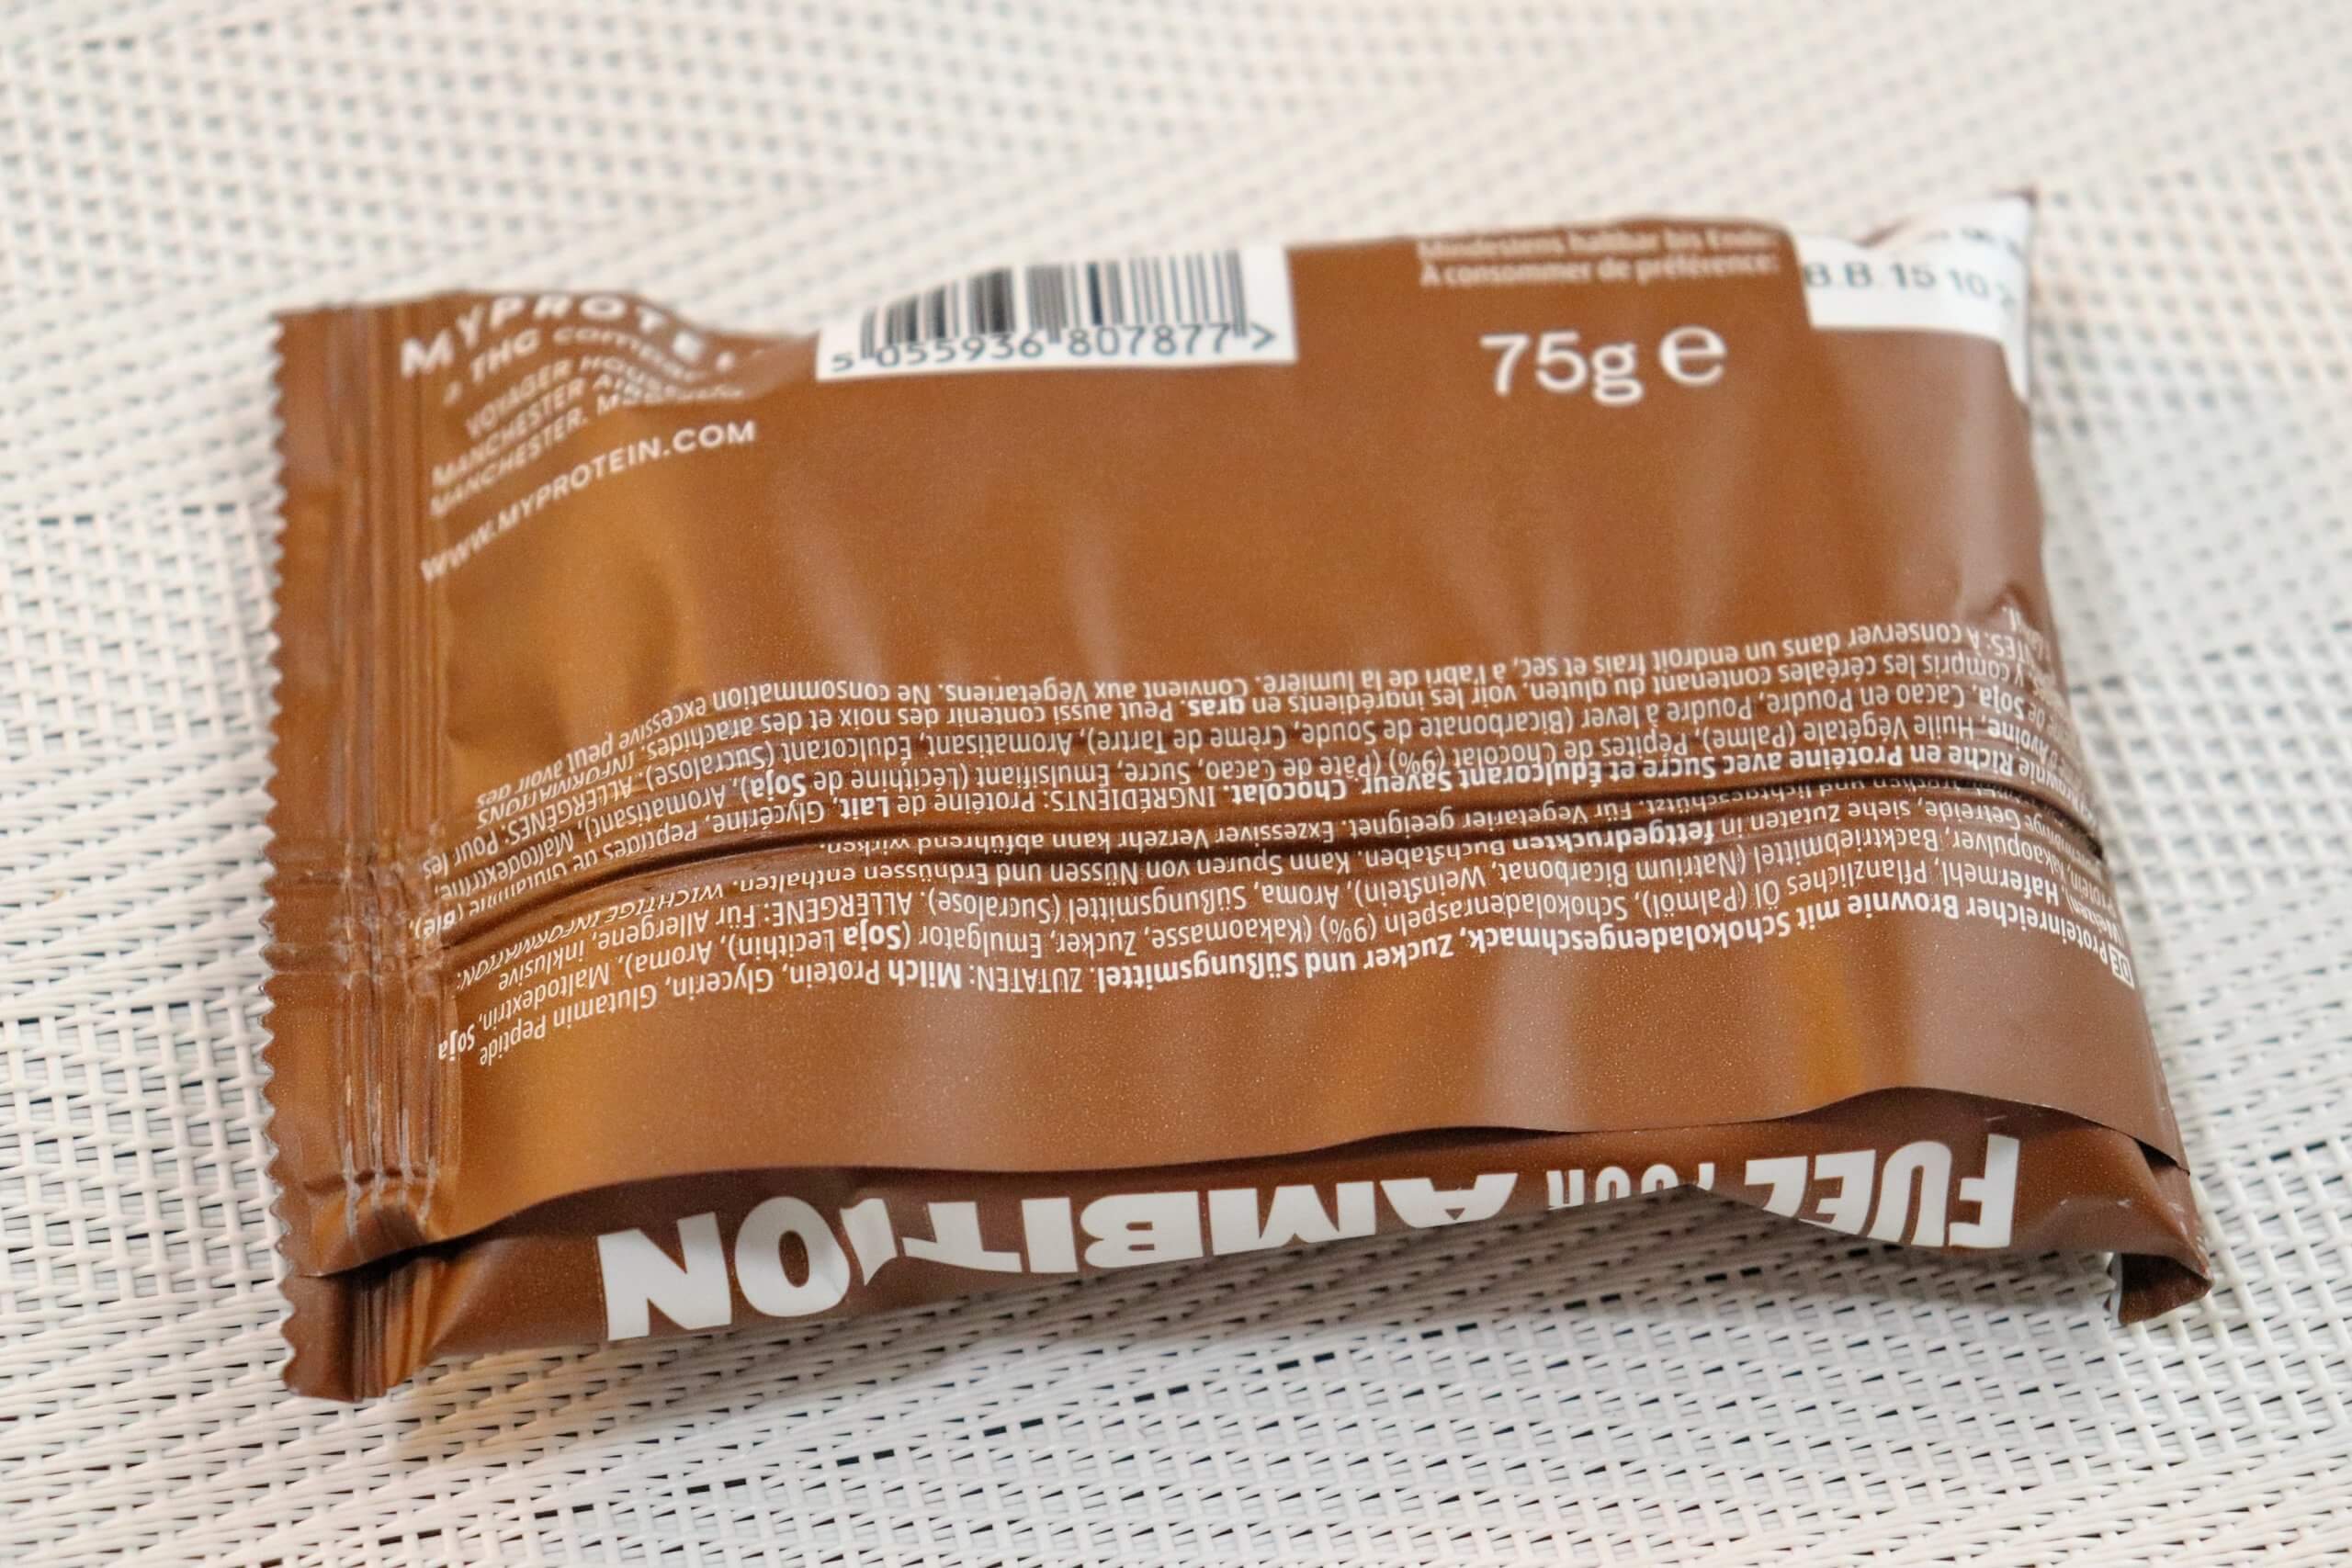 MYPROTEIN
a THG company
VOYAGER HOUSE
MANCHESTER
MANCHESTER.
WWW.MYPROTEIN.COM
5 055936 807877 >
Mindestens haltbar bis Ende:
À consommer de préférence:
B.B. 15 10
75g e
FUEL YOUR AMBITION
DE Proteinreicher Brownie mit Schokoladengeschmack, Zucker und Süßungsmittel. ZUTATEN: Milch Protein, Glycerin, Glutamin Peptide
Hafermehl, Pflanzliches Öl (Palmöl), Schokoladenraspeln (9%) (Kakaomasse, Zucker, Emulgator (Soja Lecithin), Aroma), Maltodextrin, Soja
Protein, Kakaopulver, Backtriebmittel (Natrium Bicarbonat, Weinstein), Aroma, Süßungsmittel (Sucralose). ALLERGENE: Für Allergene, inklusive
Getreide, siehe Zutaten in fettgedruckten Buchstaben. Kann Spuren von Nüssen und Erdnüssen enthalten. WICHTIGE INFORMATION:
trocken und lichtgeschützt. Für Vegetarier geeignet. Exzessiver Verzehr kann abführend wirken.
Brownie Riche en Protéine avec Sucre et Édulcorant Saveur Chocolat. INGRÉDIENTS: Protéine de Lait, Glycérine, Peptides de Glutamine
Avoine, Huile Végétale (Palme), Pépites de Chocolat (9%) (Pâte de Cacao, Sucre, Émulsifiant (Lécithine de Soja), Aromatisant), Maltodextrine,
de Soja, Cacao en Poudre, Poudre à lever (Bicarbonate de Soude, Crème de Tartre), Aromatisant, Édulcorant (Sucralose). ALLERGÈNES: Pour les
y compris les céréales contenant du gluten, voir les ingrédients en gras. Peut aussi contenir des noix et des arachides. INFORMATIONS
À conserver dans un endroit frais et sec, à l'abri de la lumière. Convient aux Végétariens. Ne consommation excessive peut avoir des